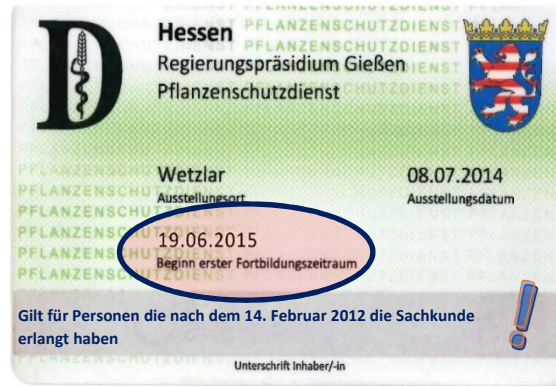 D
Hessen
Regierungspräsidium Gießen
Pflanzenschutzdienst
Wetzlar
Ausstellungsort
08.07.2014
Ausstellungsdatum
19.06.2015
Beginn erster Fortbildungszeitraum
Gilt für Personen die nach dem 14. Februar 2012 die Sachkunde
erlangt haben
!
Unterschrift Inhaber/-in